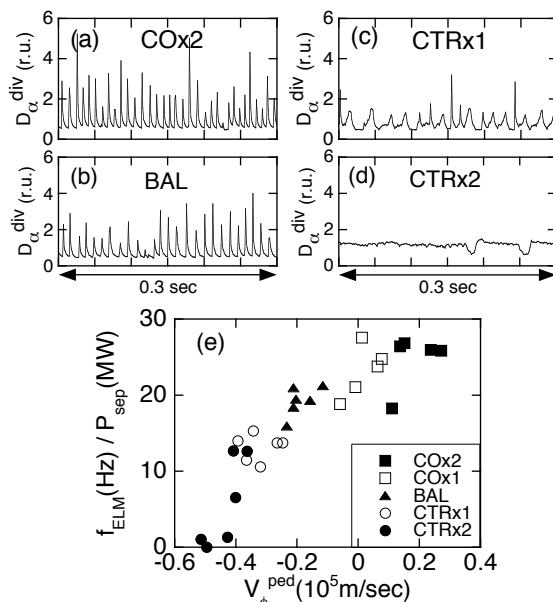 (a) COx2
D_α^div (r.u.)
6
4
2
0
(c) CTRx1
D_α^div (r.u.)
6
4
2
0
(b) BAL
D_α^div (r.u.)
6
4
2
0
0.3 sec
(d) CTRx2
D_α^div (r.u.)
6
4
2
0
0.3 sec
(e)
f_ELM(Hz) / P_sep(MW)
30
20
10
0
COx2
COx1
BAL
CTRx1
CTRx2
-0.6 -0.4 -0.2 0 0.2 0.4
V_ϕ^ped(10^5m/sec)